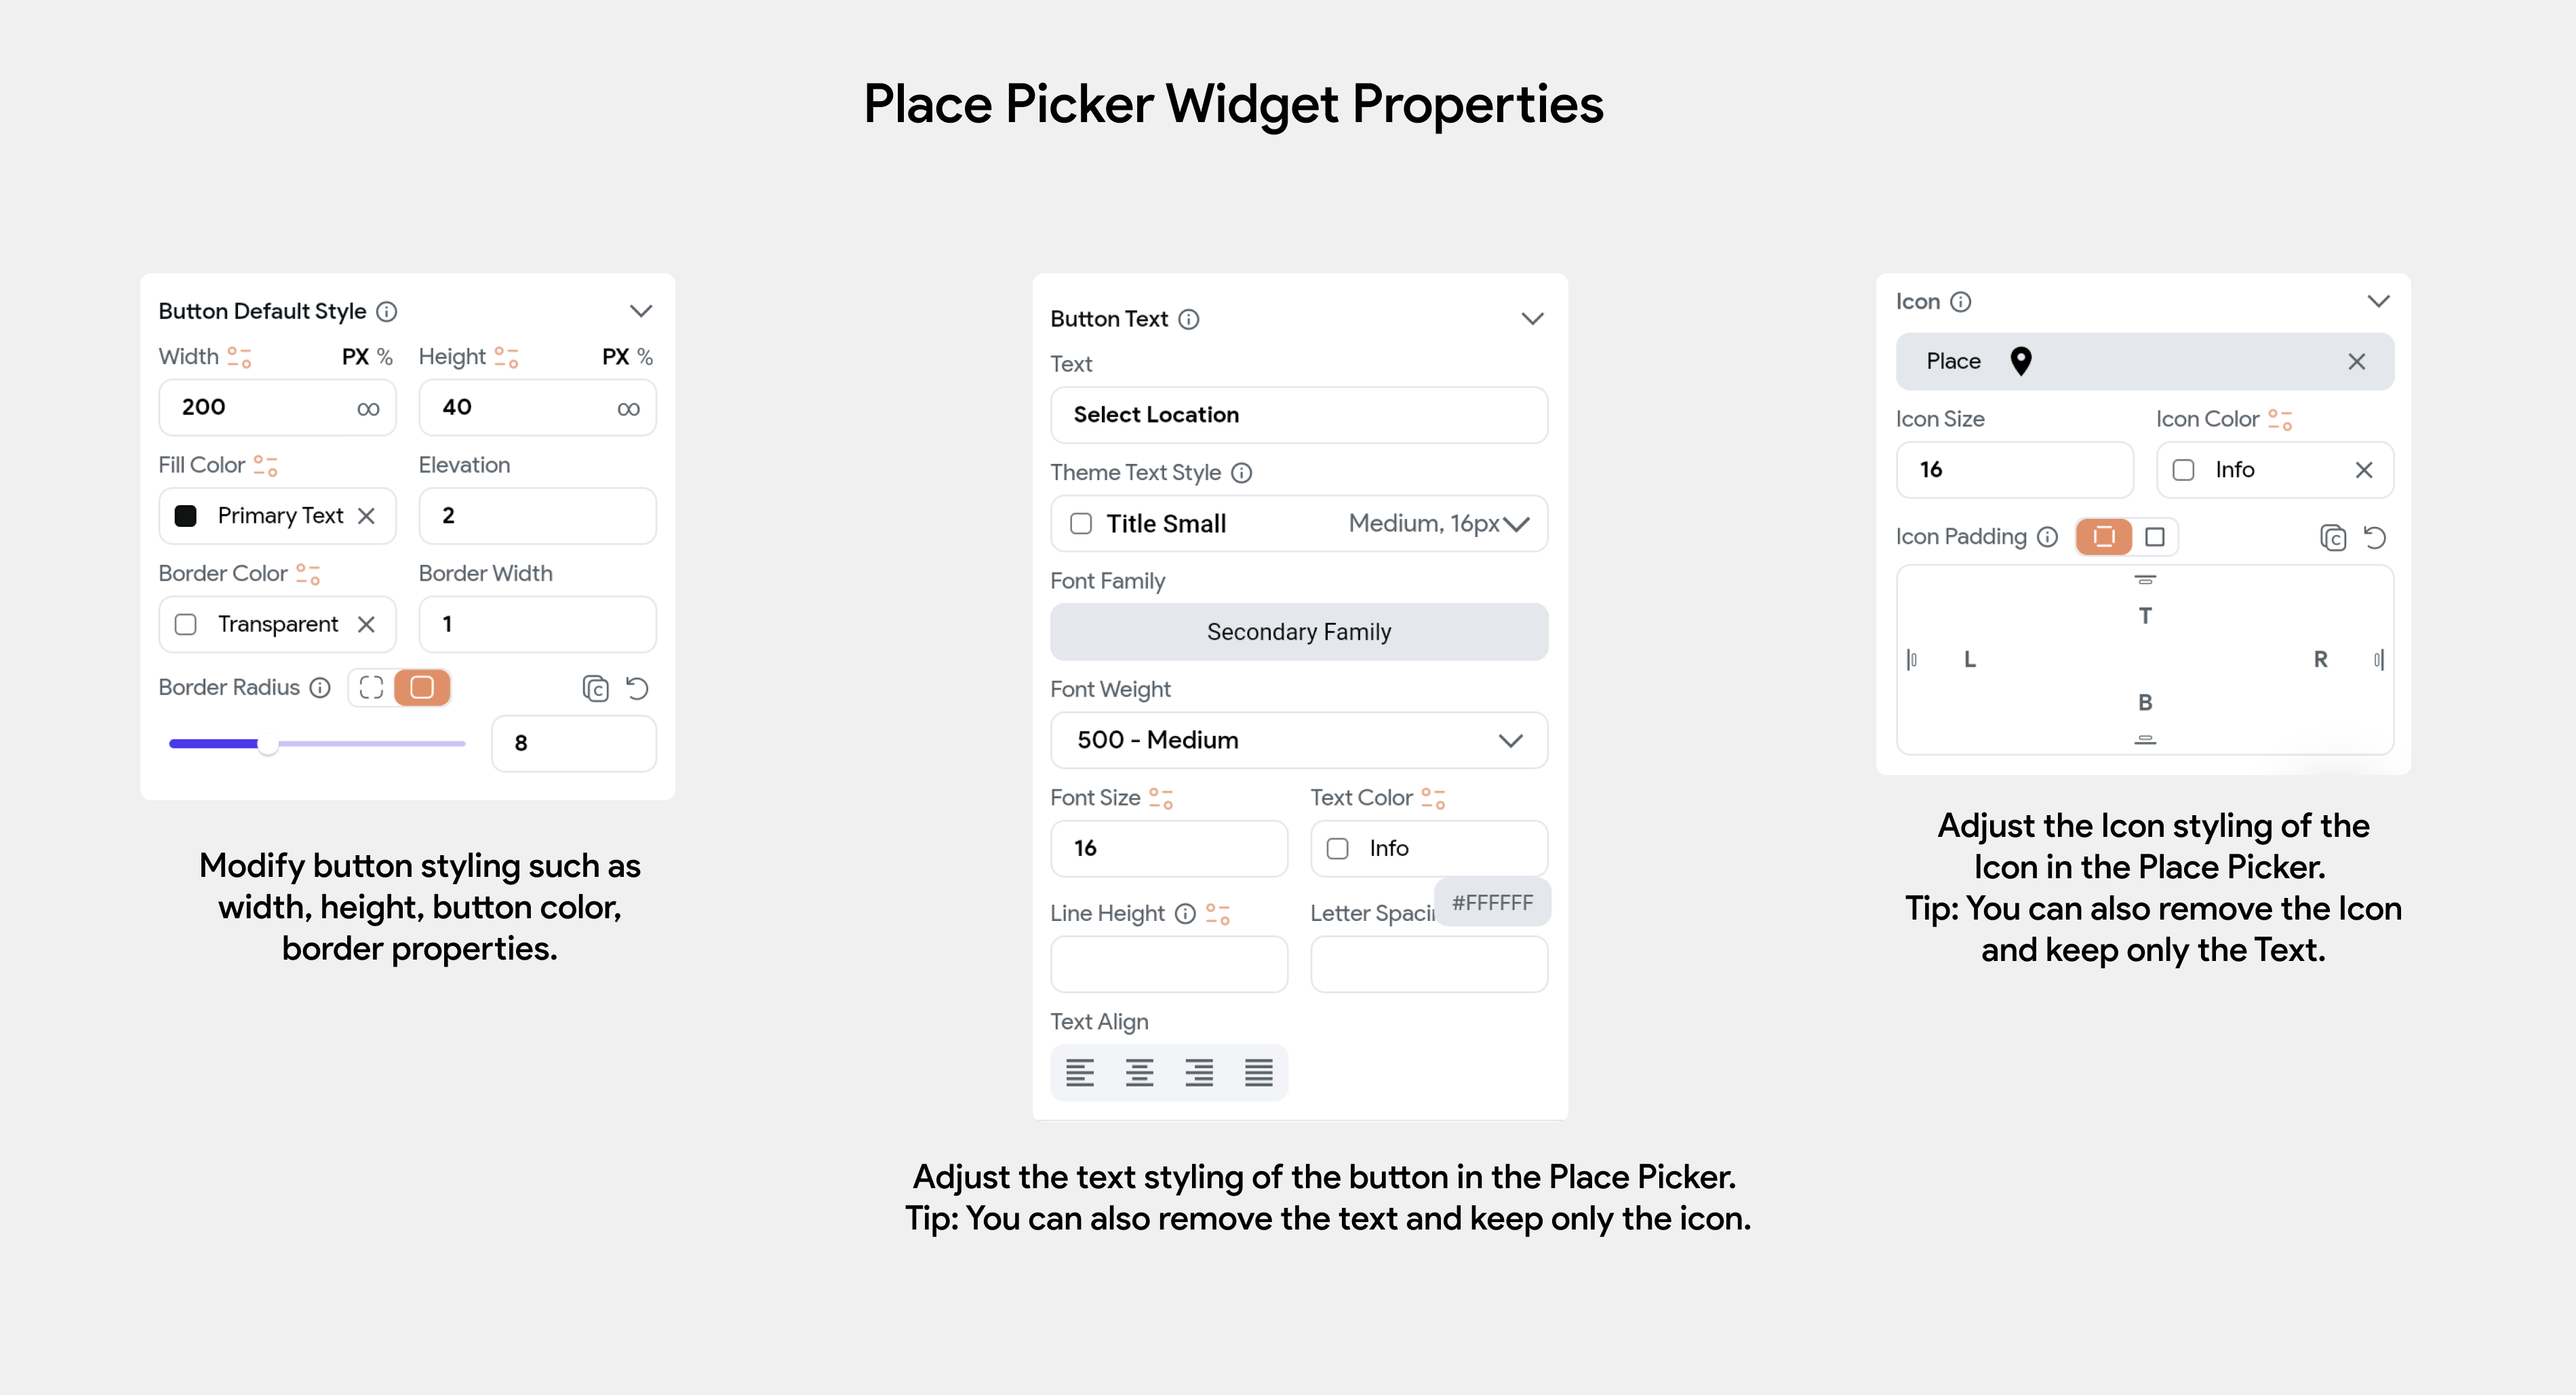 Place Picker Widget Properties
Button Default Style
Width PX % Height PX %
200 ∞ 40 ∞
Fill Color Elevation
Primary Text 2
Border Color Border Width
Transparent 1
Border Radius
8
Modify button styling such as
width, height, button color,
border properties.
Button Text
Text
Select Location
Theme Text Style
Title Small Medium, 16px
Font Family
Secondary Family
Font Weight
500 - Medium
Font Size Text Color
16 Info
#FFFFFF
Line Height Letter Spaci
Text Align
Adjust the text styling of the button in the Place Picker.
Tip: You can also remove the text and keep only the icon.
Icon
Place
Icon Size Icon Color
16 Info
Icon Padding
T
L R
B
Adjust the Icon styling of the
Icon in the Place Picker.
Tip: You can also remove the Icon
and keep only the Text.